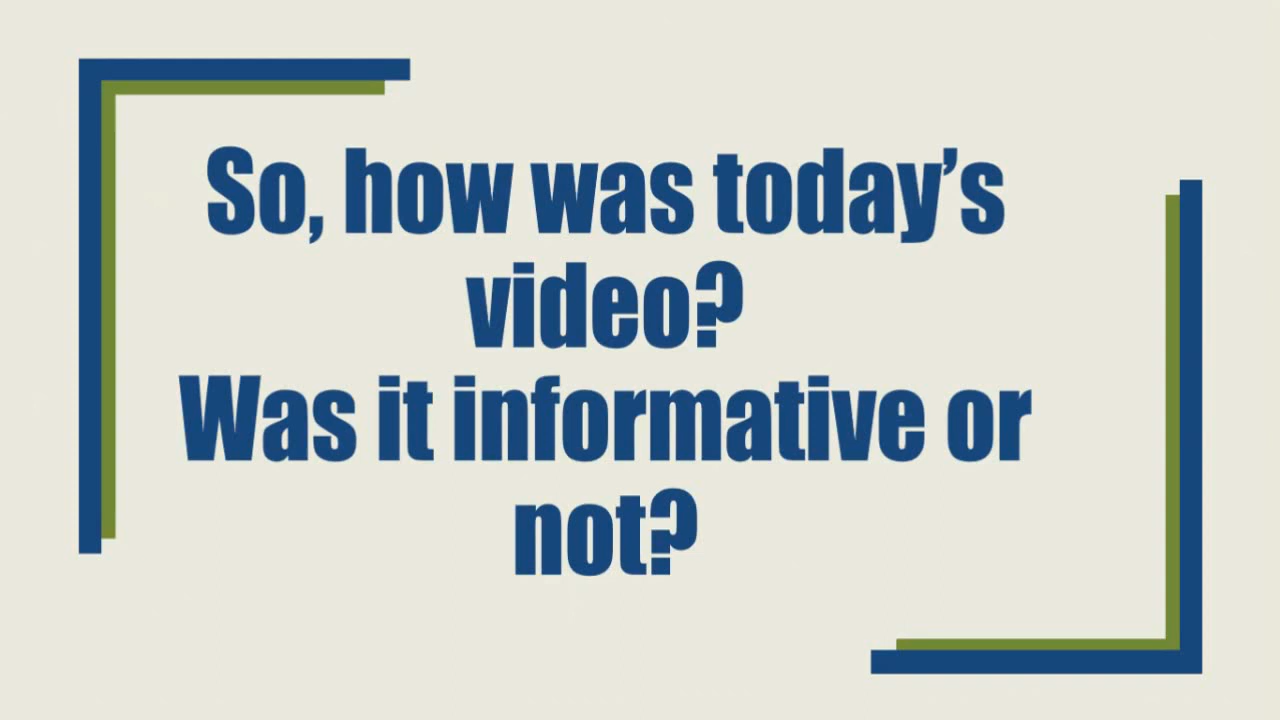 So, how was today’s
video?
Was it informative or
not?